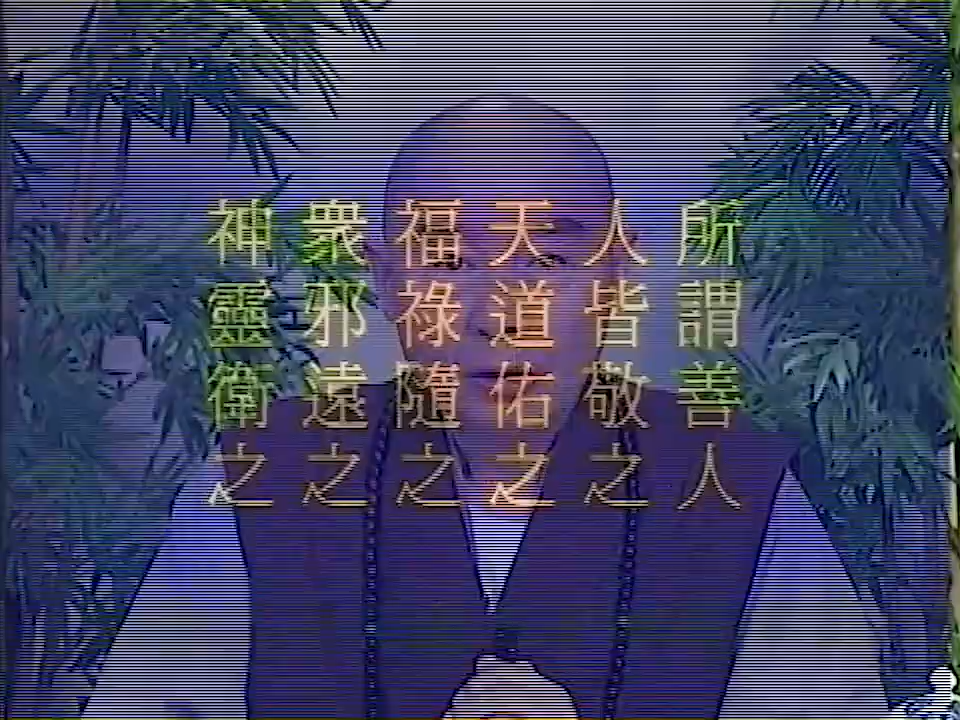 所謂善人
人皆敬之
天道佑之
福祿隨之
衆邪遠之
神靈衛之